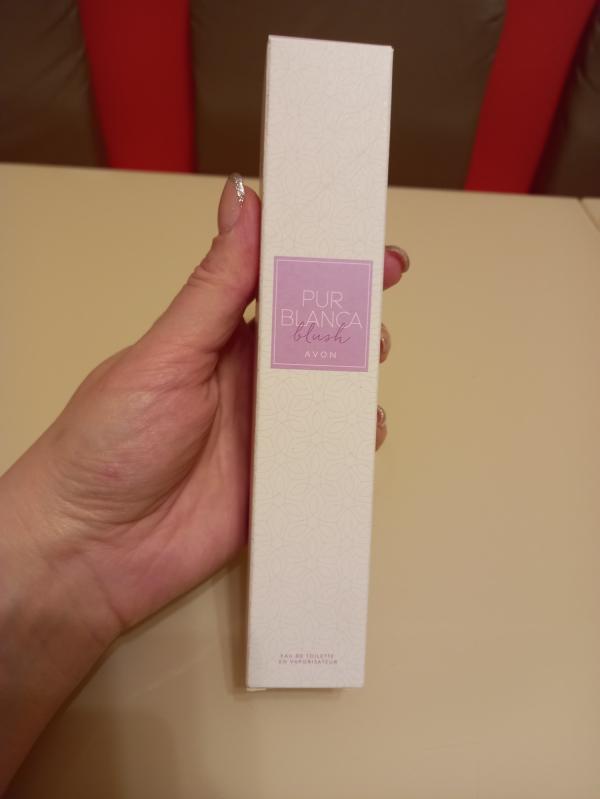 PUR
BLANCA
blush
AVON
EAU DE TOILETTE
EN VAPORISATEUR